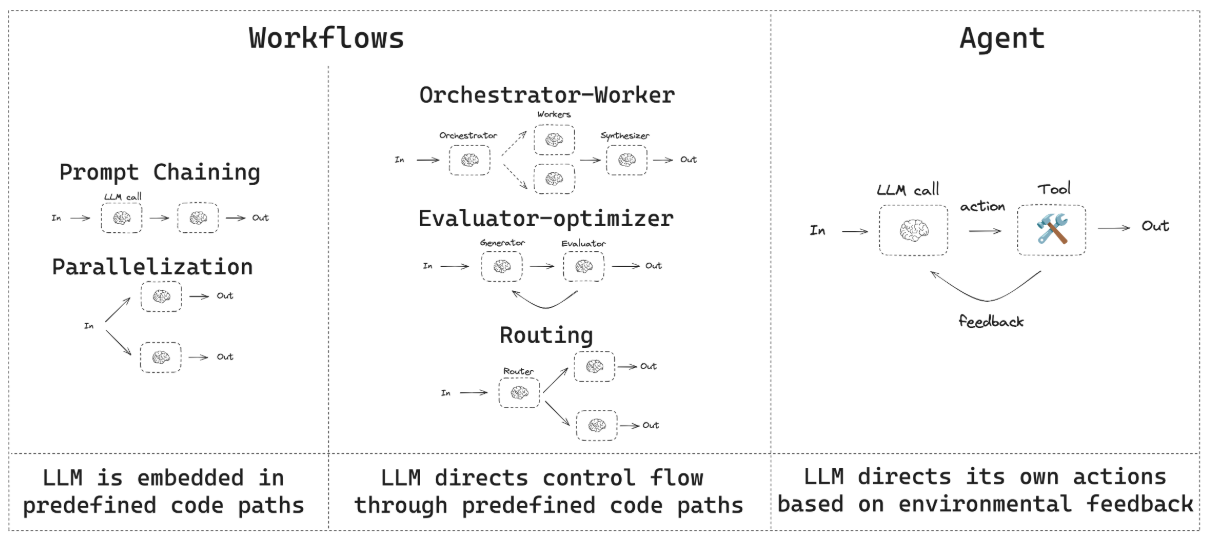 Workflows
Agent
Prompt Chaining
LLM call
In
Out
Parallelization
In
Out
Out
Orchestrator-Worker
Workers
Orchestrator
Synthesizer
In
Out
Evaluator-optimizer
Generator
Evaluator
In
Out
Routing
Router
In
Out
Out
LLM call
Tool
action
In
Out
feedback
LLM is embedded in
predefined code paths
LLM directs control flow
through predefined code paths
LLM directs its own actions
based on environmental feedback